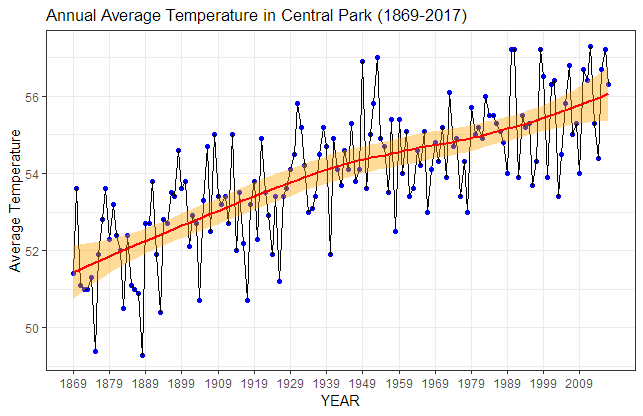 Annual Average Temperature in Central Park (1869-2017)
Average Temperature
56
54
52
50
1869 1879 1889 1899 1909 1919 1929 1939 1949 1959 1969 1979 1989 1999 2009
YEAR